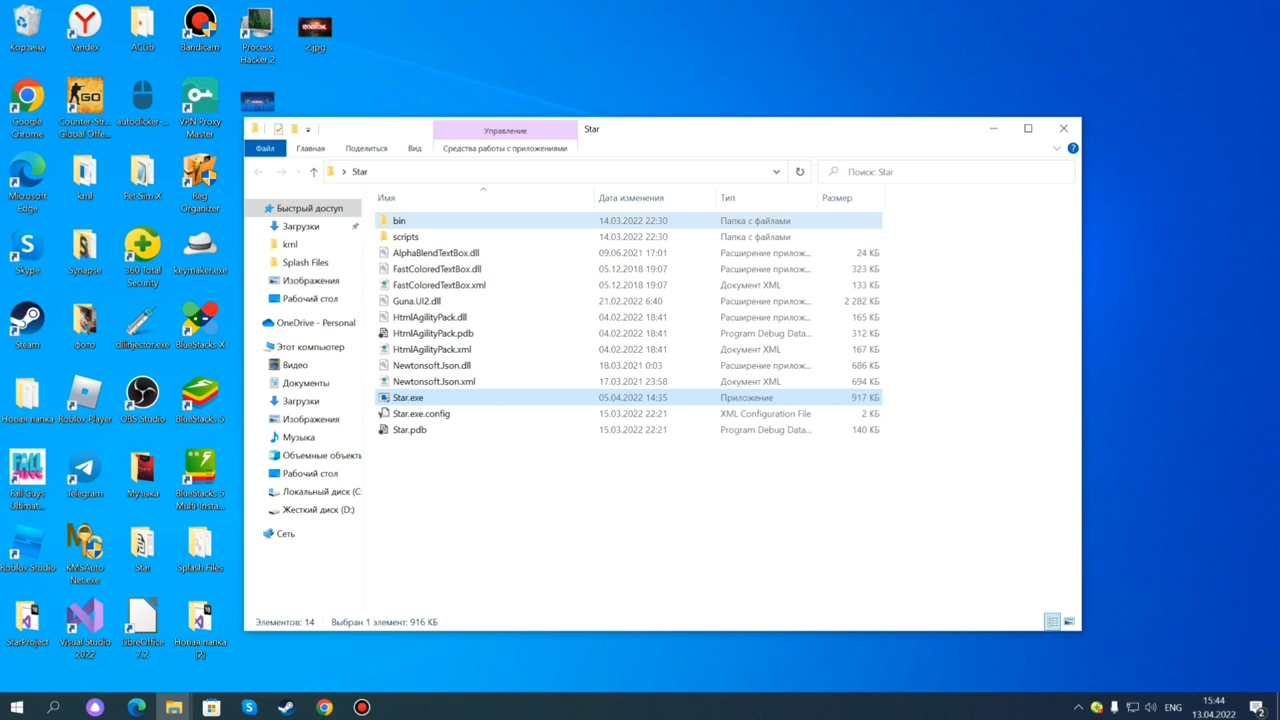 Корзина
Yandex
ACLib
Bandicam
Process
Hacker 2
2.jpg
Google
Chrome
Counter-Str...
Global Offe...
autoclicker-...
VPN Proxy
Master
Microsoft
Edge
krnl
Pet Sim X
Reg
Organizer
Skype
Synapse
360 Total
Security
keymaker.exe
Steam
фото
dllinjector.exe
BlueStacks X
Новая папка
Roblox Player
OBS Studio
BlueStacks 5
Fall Guys
Ultimat...
Telegram
Музыка
BlueStacks 5
Multi-Insta...
Roblox Studio
KMSAuto
Net.exe
Star
Splash Files
StarProject
Visual Studio
2022
LibreOffice
7.2
Новая папка
(2)
Управление
Star
Файл
Главная
Поделиться
Вид
Средства работы с приложениями
Star
Поиск: Star
Быстрый доступ
Загрузки
krnl
Splash Files
Изображения
Рабочий стол
OneDrive - Personal
Этот компьютер
Видео
Документы
Загрузки
Изображения
Музыка
Объемные объекты
Рабочий стол
Локальный диск (C:
Жесткий диск (D:)
Сеть
Имя Дата изменения Тип Размер
bin 14.03.2022 22:30 Папка с файлами
scripts 14.03.2022 22:30 Папка с файлами
AlphaBlendTextBox.dll 09.06.2021 17:01 Расширение прилож... 24 КБ
FastColoredTextBox.dll 05.12.2018 19:07 Расширение прилож... 323 КБ
FastColoredTextBox.xml 05.12.2018 19:07 Документ XML 133 КБ
Guna.UI2.dll 21.02.2022 6:40 Расширение прилож... 2 282 КБ
HtmlAgilityPack.dll 04.02.2022 18:41 Расширение прилож... 165 КБ
HtmlAgilityPack.pdb 04.02.2022 18:41 Program Debug Data... 312 КБ
HtmlAgilityPack.xml 04.02.2022 18:41 Документ XML 167 КБ
Newtonsoft.Json.dll 18.03.2021 0:03 Расширение прилож... 686 КБ
Newtonsoft.Json.xml 17.03.2021 23:58 Документ XML 694 КБ
Star.exe 05.04.2022 14:35 Приложение 917 КБ
Star.exe.config 15.03.2022 22:21 XML Configuration File 2 КБ
Star.pdb 15.03.2022 22:21 Program Debug Data... 140 КБ
Элементов: 14 Выбран 1 элемент: 916 КБ
ENG
15:44
13.04.2022
2